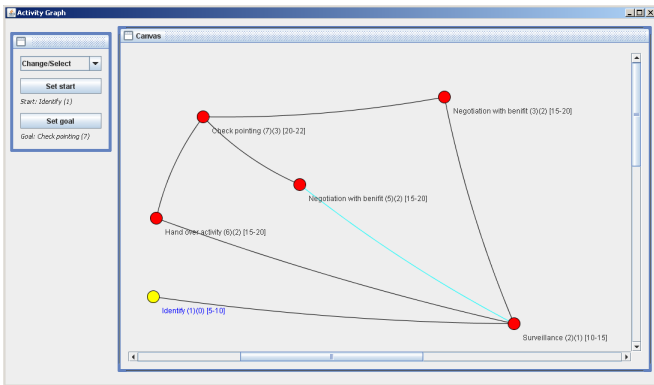 Activity Graph
Canvas
Change/Select
Set start
Start: Identify (1)
Set goal
Goal: Check pointing (7)
Negotiation with benifit (3)(2) [15-20]
Check pointing (7)(3) [20-22]
Negotiation with benifit (5)(2) [15-20]
Hand over activity (6)(2) [15-20]
Identify (1)(0) [5-10]
Surveillance (2)(1) [10-15]